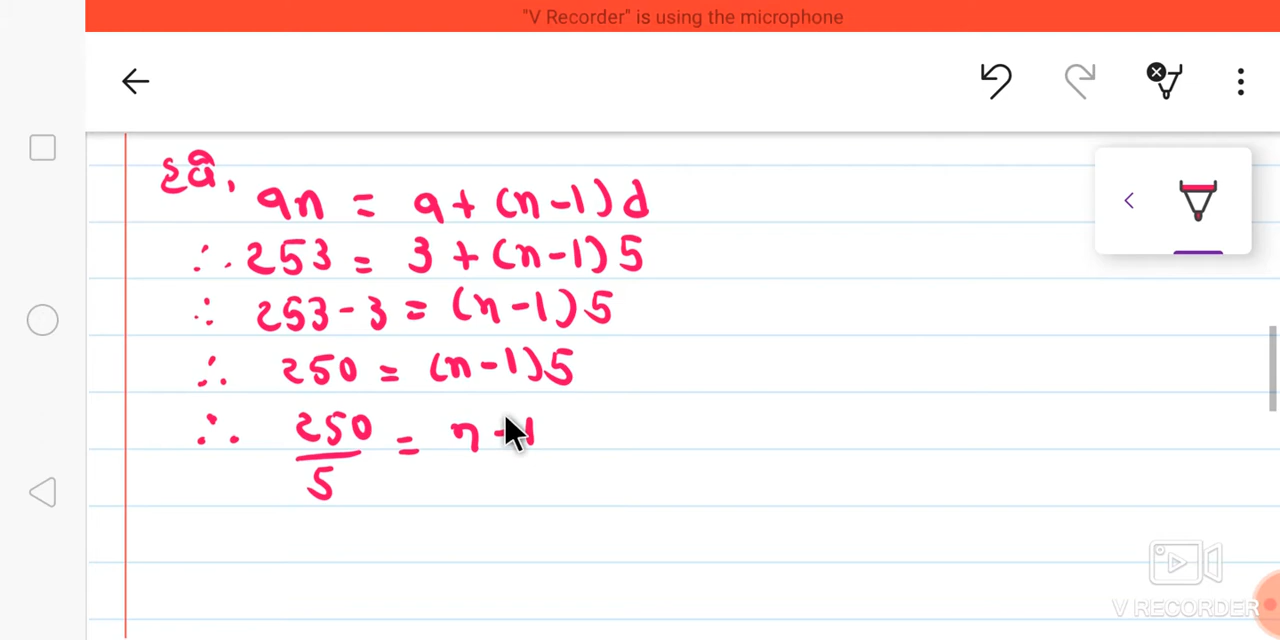 "V Recorder" is using the microphone
હવે,
an = a + (n-1)d
∴ 253 = 3 + (n-1)5
∴ 253 - 3 = (n-1)5
∴ 250 = (n-1)5
∴ 250/5 = n-1
V RECORDER